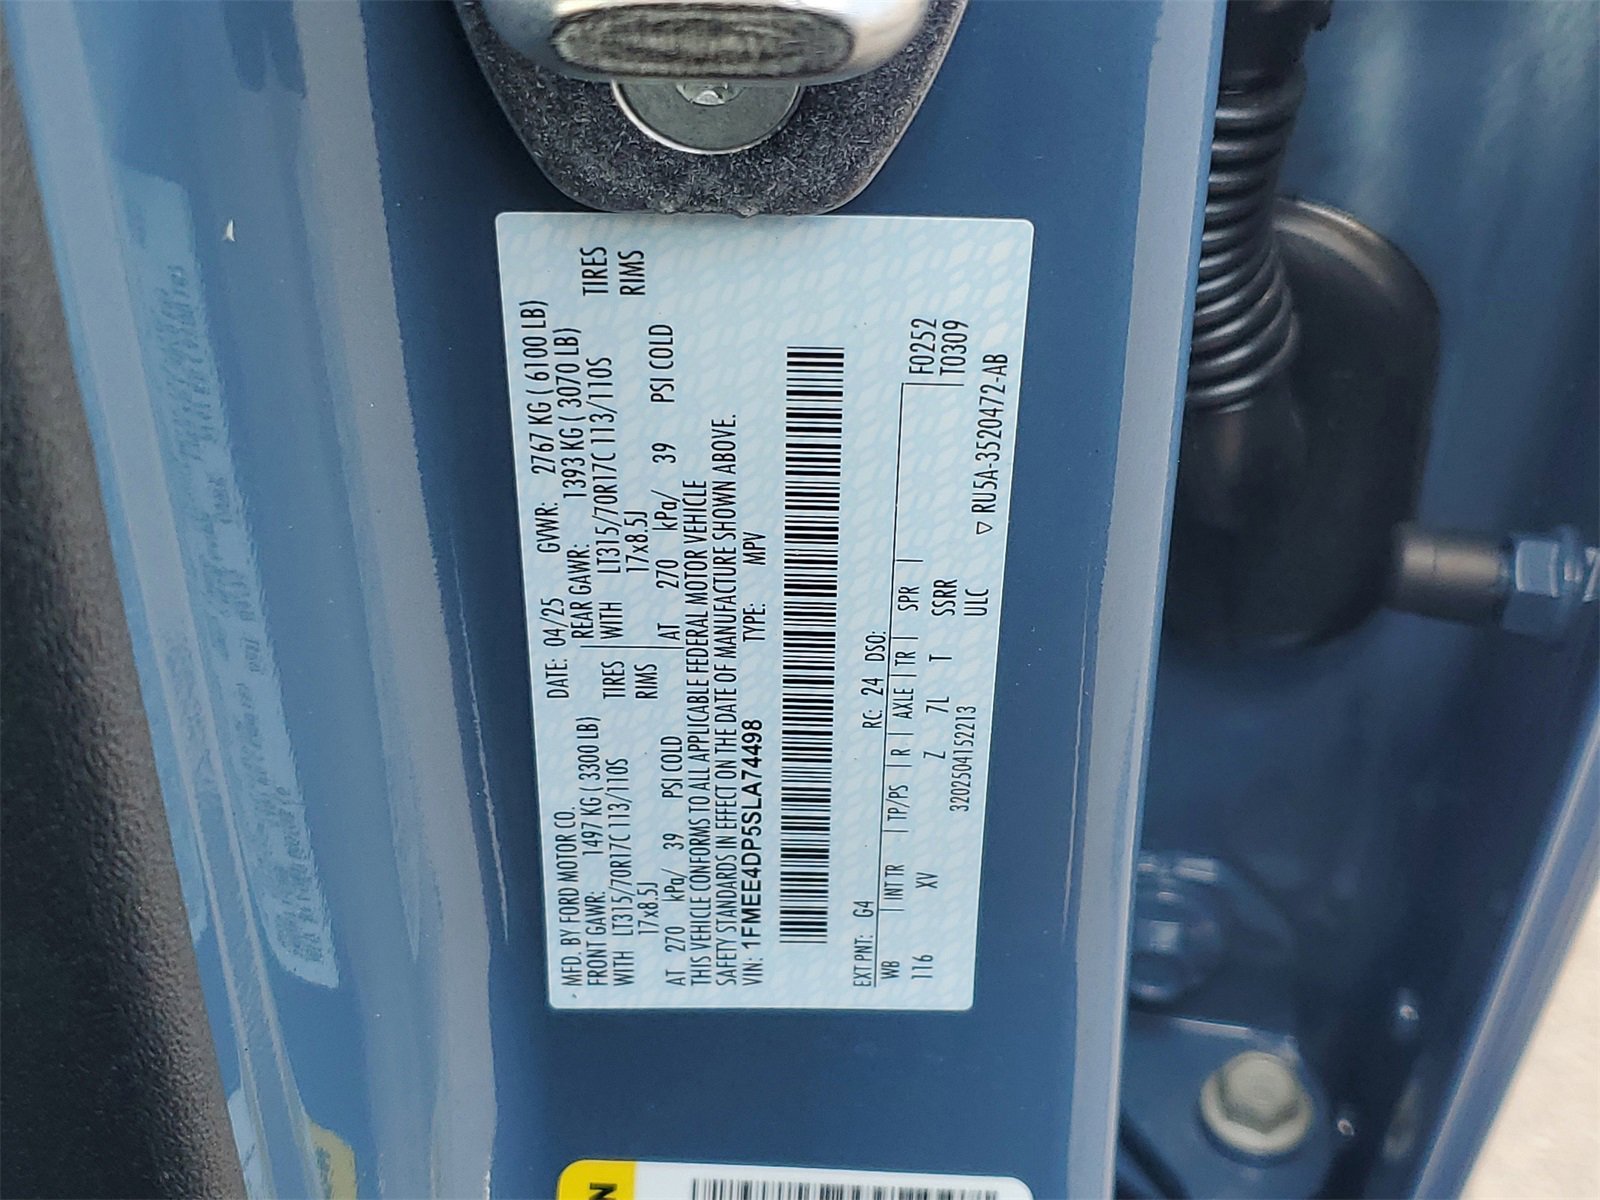 MFD. BY FORD MOTOR CO.
DATE: 04/25 GVWR: 2767 KG ( 6100 LB)
FRONT GAWR: 1497 KG ( 3300 LB)
REAR GAWR: 1393 KG ( 3070 LB)
WITH LT315/70R17C 113/110S TIRES
WITH LT315/70R17C 113/110S TIRES
17x8.5J RIMS
17x8.5J RIMS
AT 270 kPa/ 39 PSI COLD
AT 270 kPa/ 39 PSI COLD
THIS VEHICLE CONFORMS TO ALL APPLICABLE FEDERAL MOTOR VEHICLE
SAFETY STANDARDS IN EFFECT ON THE DATE OF MANUFACTURE SHOWN ABOVE.
VIN: 1FMEE4DP5SLA74498 TYPE: MPV
EXT PNT: G4 RC: 24 DSO: F0252
WB INT TR TP/PS R AXLE TR SPR T0309
116 XV Z 7L T SSRR
320250415​2213 ULC ▽ RU5A-3520472-AB